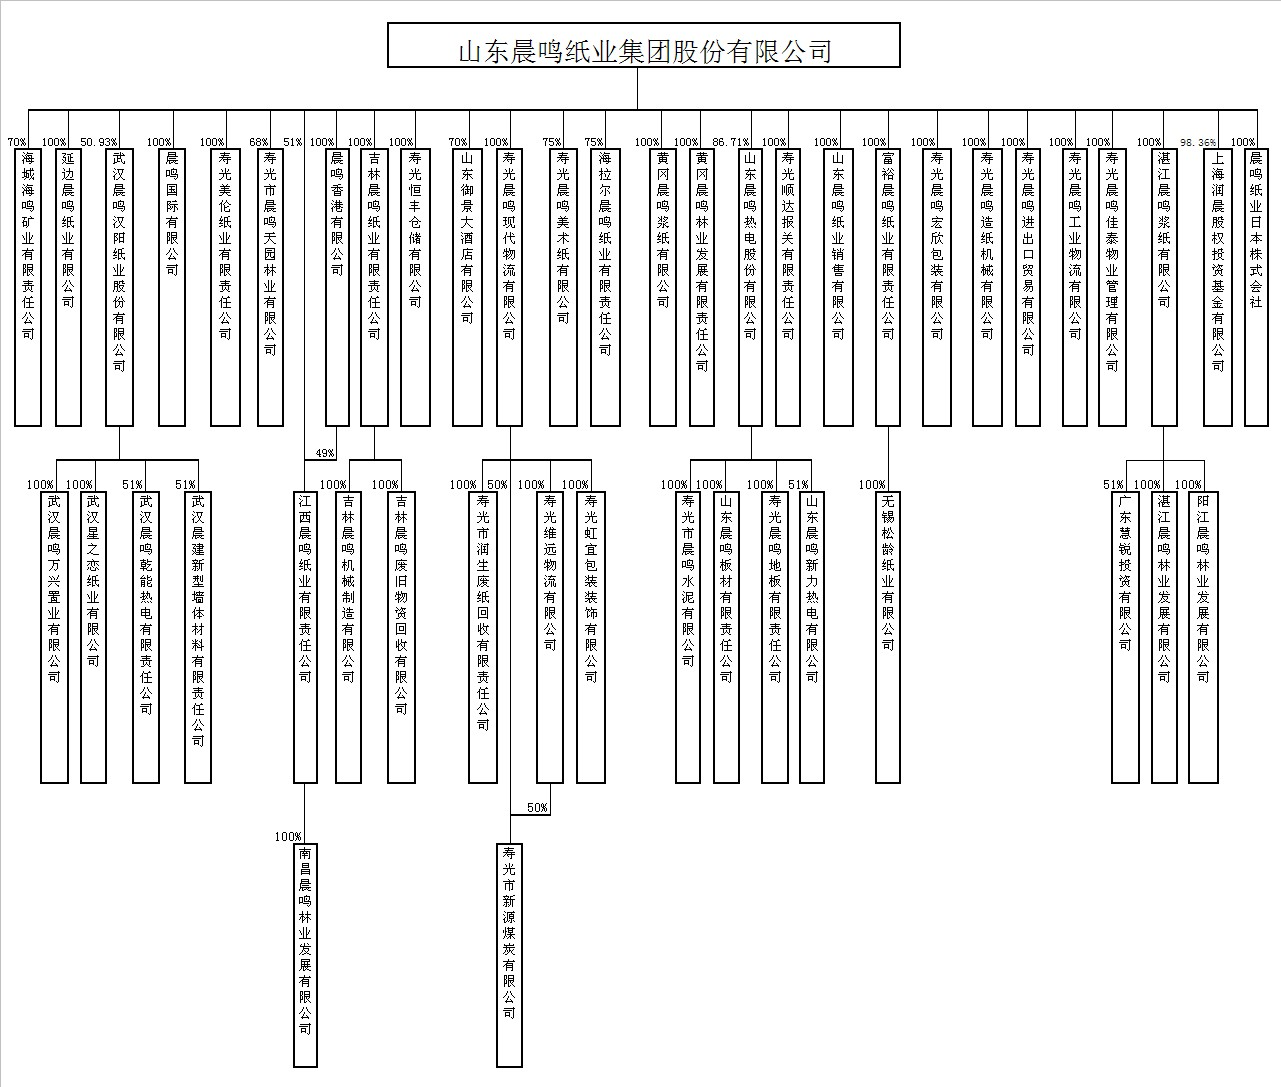 山东晨鸣纸业集团股份有限公司
70%
100%
50.93%
100%
100%
68%
51%
100%
100%
100%
70%
100%
75%
75%
100%
100%
86.71%
100%
100%
100%
100%
100%
100%
100%
100%
100%
98.36%
100%
海城海鸣矿业有限责任公司
延边晨鸣纸业有限公司
武汉晨鸣汉阳纸业股份有限公司
晨鸣国际有限公司
寿光美伦纸业有限责任公司
寿光市晨鸣天园林业有限公司
晨鸣香港有限公司
吉林晨鸣纸业有限责任公司
寿光恒丰仓储有限公司
山东御景大酒店有限公司
寿光晨鸣现代物流有限公司
寿光晨鸣美术纸有限公司
海拉尔晨鸣纸业有限责任公司
黄冈晨鸣浆纸有限公司
黄冈晨鸣林业发展有限责任公司
山东晨鸣热电股份有限公司
寿光顺达报关有限责任公司
山东晨鸣纸业销售有限公司
富裕晨鸣纸业有限责任公司
寿光晨鸣宏欣包装有限公司
寿光晨鸣造纸机械有限公司
寿光晨鸣进出口贸易有限公司
寿光晨鸣工业物流有限公司
寿光晨鸣佳泰物业管理有限公司
湛江晨鸣浆纸有限公司
上海润晨股权投资基金有限公司
晨鸣纸业日本株式会社
49%
100%
100%
51%
51%
100%
100%
100%
50%
100%
100%
100%
100%
100%
51%
100%
51%
100%
100%
武汉晨鸣万兴置业有限公司
武汉星之恋纸业有限公司
武汉晨鸣乾能热电有限责任公司
武汉晨建新型墙体材料有限责任公司
江西晨鸣纸业有限责任公司
吉林晨鸣机械制造有限公司
吉林晨鸣废旧物资回收有限公司
寿光市润生废纸回收有限责任公司
寿光维远物流有限公司
寿光虹宜包装装饰有限公司
寿光市晨鸣水泥有限公司
山东晨鸣板材有限责任公司
寿光晨鸣地板有限责任公司
山东晨鸣新力热电有限公司
无锡松龄纸业有限公司
广东慧锐投资有限公司
湛江晨鸣林业发展有限公司
阳江晨鸣林业发展有限公司
50%
100%
南昌晨鸣林业发展有限公司
寿光市新源煤炭有限公司